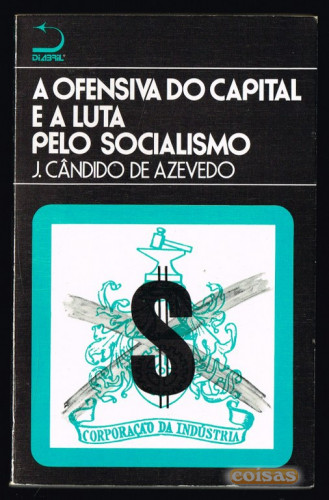 DIABRIL
A OFENSIVA DO CAPITAL
E A LUTA
PELO SOCIALISMO
J. CÂNDIDO DE AZEVEDO
$
CORPORAÇÃO DA INDÚSTRIA
coisas